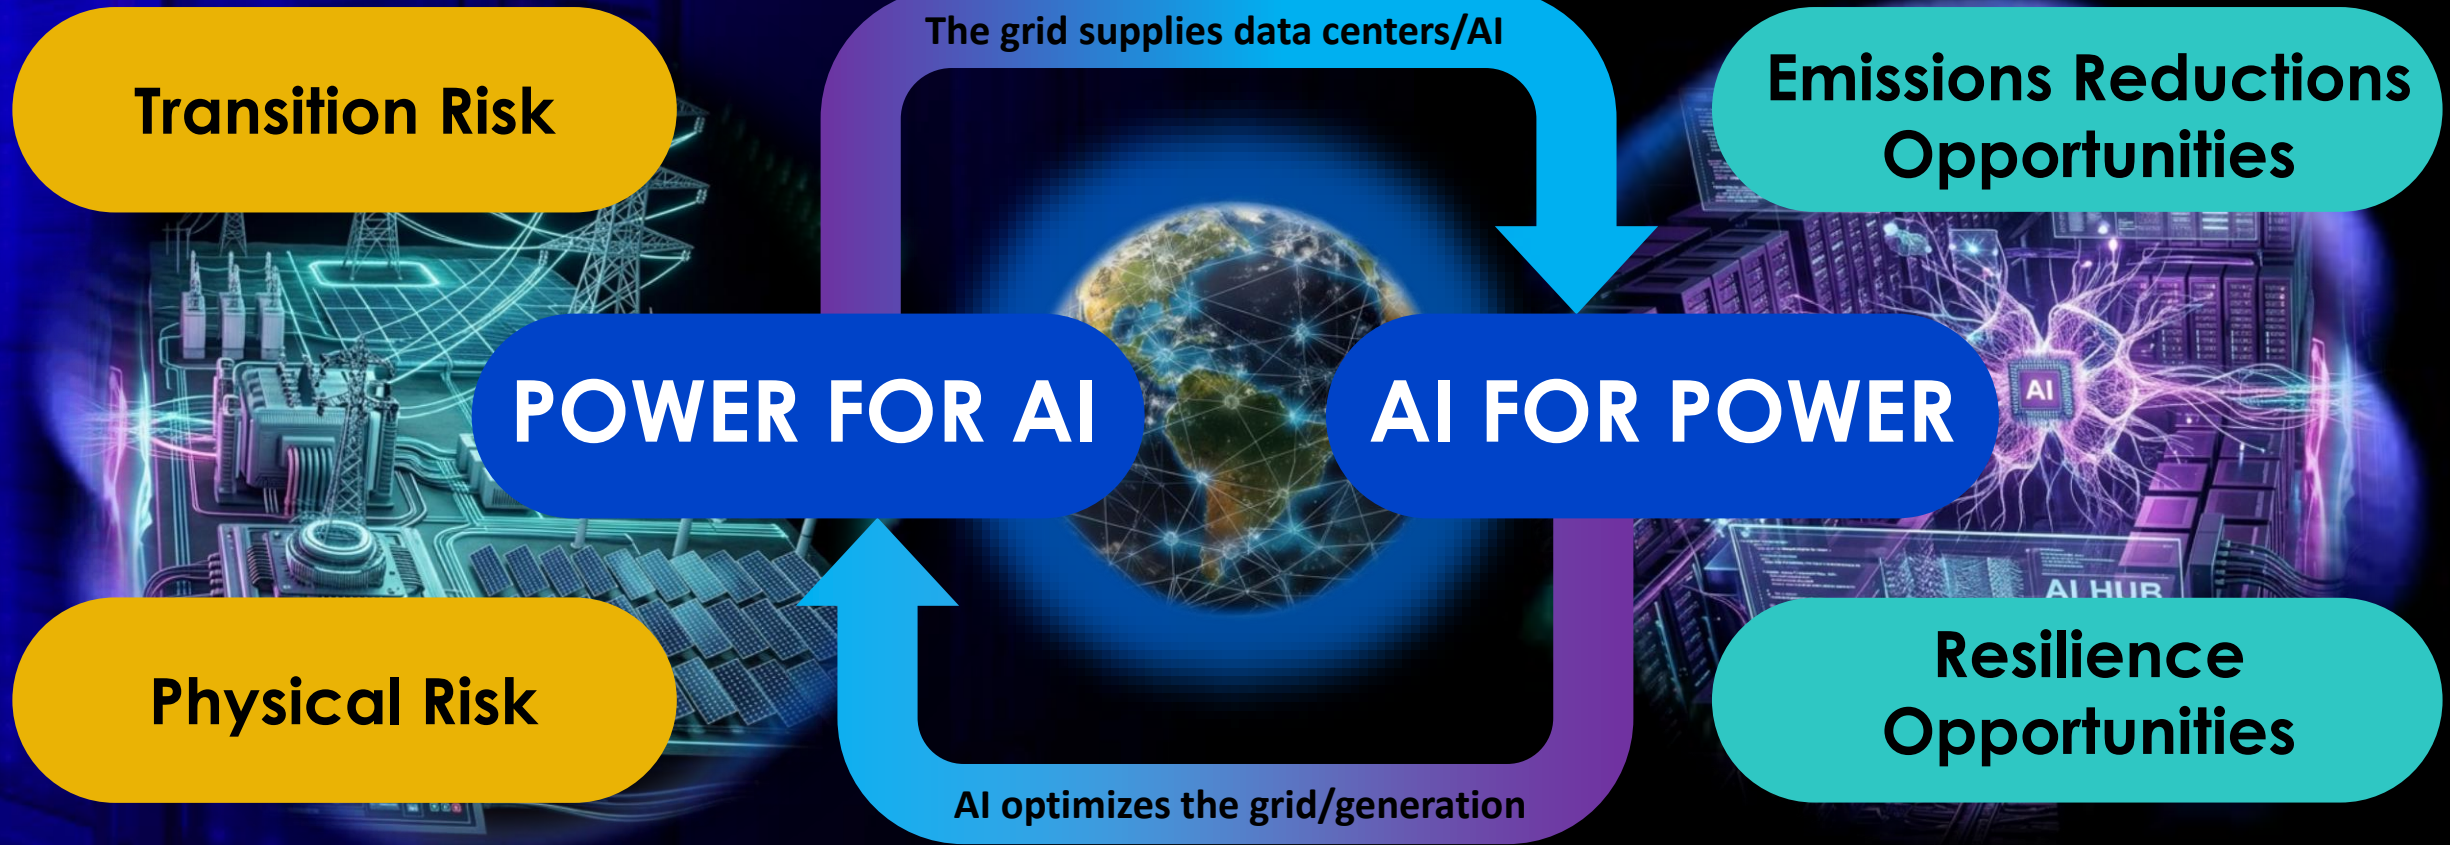 The grid supplies data centers/AI
Transition Risk
Emissions Reductions
Opportunities
POWER FOR AI
AI FOR POWER
AI
AI HUB
Physical Risk
Resilience
Opportunities
AI optimizes the grid/generation